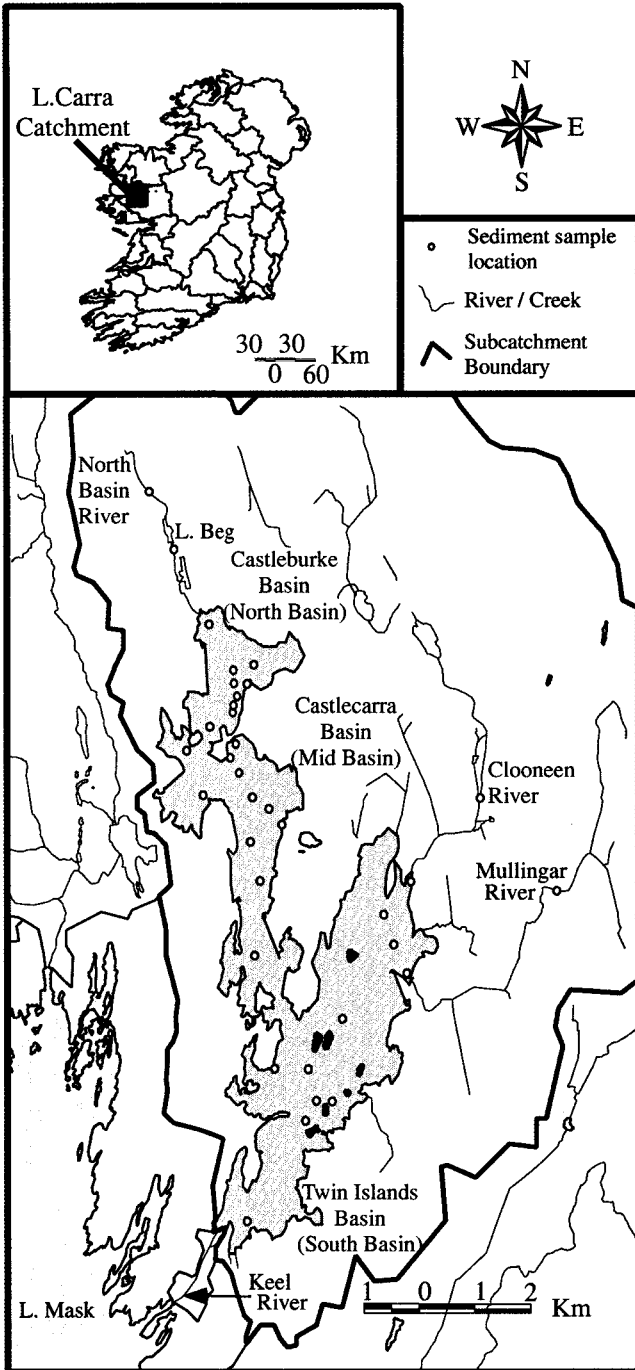 L.Carra
Catchment
30 30
0 60
Km
N
W E
S
Sediment sample
location
River / Creek
Subcatchment
Boundary
North
Basin
River
L. Beg
Castleburke
Basin
(North Basin)
Castlecarra
Basin
(Mid Basin)
Clooneen
River
Mullingar
River
Twin Islands
Basin
(South Basin)
Keel
River
L. Mask
1 0 1 2
Km